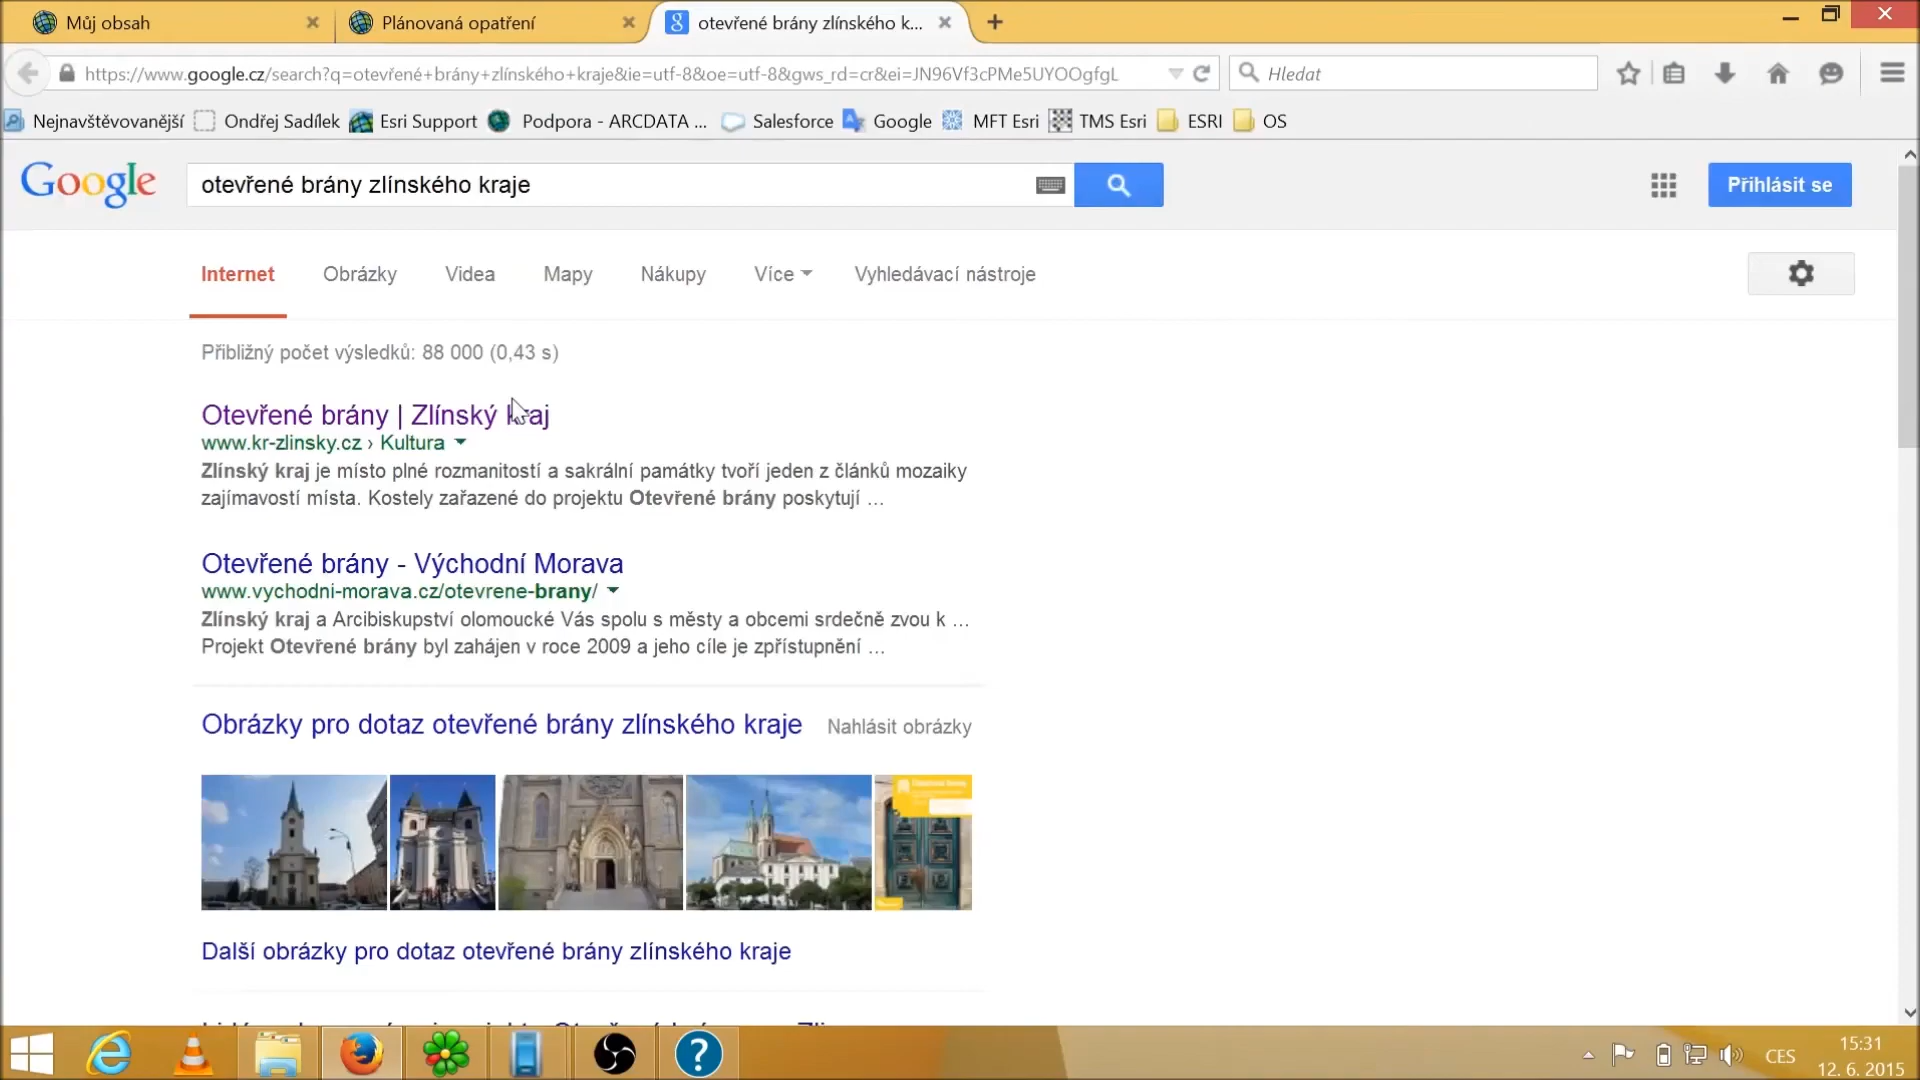 Můj obsah
Plánovaná opatření
otevřené brány zlínského k...
https://www.google.cz/search?q=otevřené+brány+zlínského+kraje&ie=utf-8&oe=utf-8&gws_rd=cr&ei=JN96Vf3cPMe5UYOOgfgL
Hledat
Nejnavštěvovanější
Ondřej Sadílek
Esri Support
Podpora - ARCDATA ...
Salesforce
Google
MFT Esri
TMS Esri
ESRI
OS
Google
otevřené brány zlínského kraje
Přihlásit se
Internet
Obrázky
Videa
Mapy
Nákupy
Více
Vyhledávací nástroje
Přibližný počet výsledků: 88 000 (0,43 s)
Otevřené brány | Zlínský kraj
www.kr-zlinsky.cz › Kultura
Zlínský kraj je místo plné rozmanitostí a sakrální památky tvoří jeden z článků mozaiky
zajímavostí místa. Kostely zařazené do projektu Otevřené brány poskytují ...
Otevřené brány - Východní Morava
www.vychodni-morava.cz/otevrene-brany/
Zlínský kraj a Arcibiskupství olomoucké Vás spolu s městy a obcemi srdečně zvou k ...
Projekt Otevřené brány byl zahájen v roce 2009 a jeho cíle je zpřístupnění ...
Obrázky pro dotaz otevřené brány zlínského kraje
Nahlásit obrázky
Další obrázky pro dotaz otevřené brány zlínského kraje
CES
15:31
12. 6. 2015